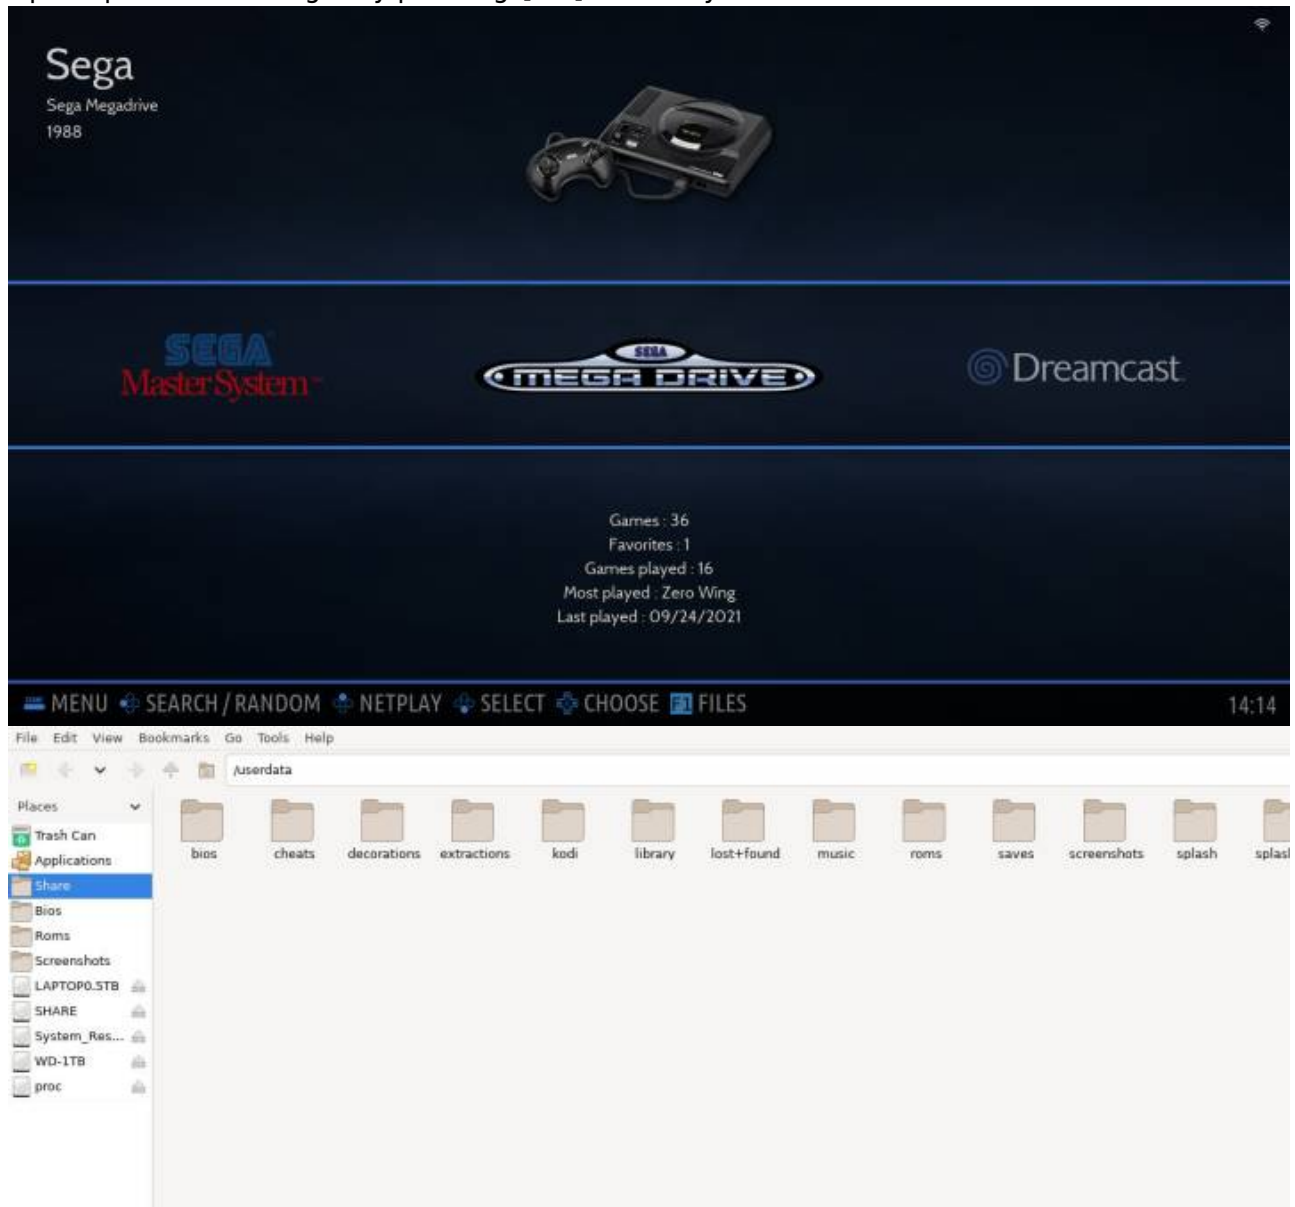 Sega
Sega Megadrive
1988
SEGA
Master System
SEGA
MEGA DRIVE
Dreamcast
Games : 36
Favorites : 1
Games played : 16
Most played : Zero Wing
Last played : 09/24/2021
MENU SEARCH / RANDOM NETPLAY SELECT CHOOSE F1 FILES 14:14
File Edit View Bookmarks Go Tools Help
/userdata
Places
Trash Can
Applications
Share
Bios
Roms
Screenshots
LAPTOP0.STB
SHARE
System_Res...
WD-1TB
proc
bios cheats decorations extractions kodi library lost+found music roms saves screenshots splash splash